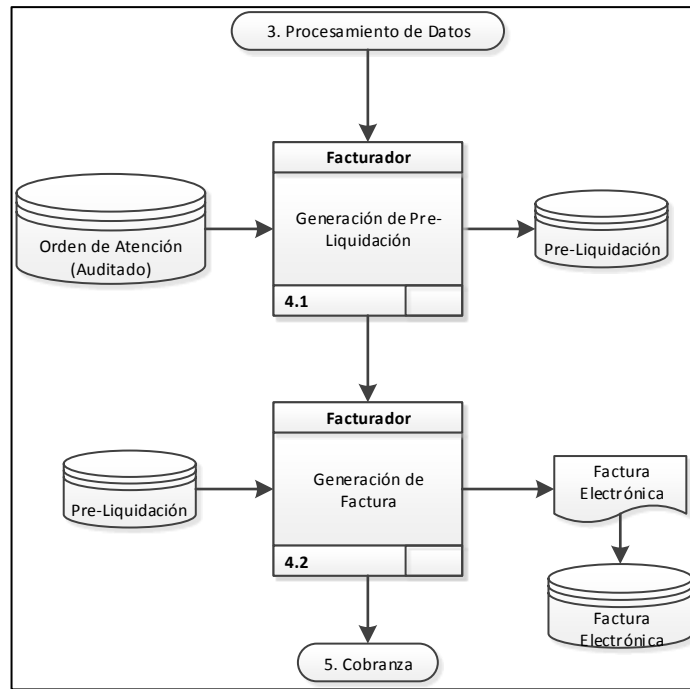 3. Procesamiento de Datos
Facturador
Generación de Pre-
Liquidación
4.1
Orden de Atención
(Auditado)
Pre-Liquidación
Facturador
Generación de
Factura
4.2
Pre-Liquidación
Factura
Electrónica
Factura
Electrónica
5. Cobranza